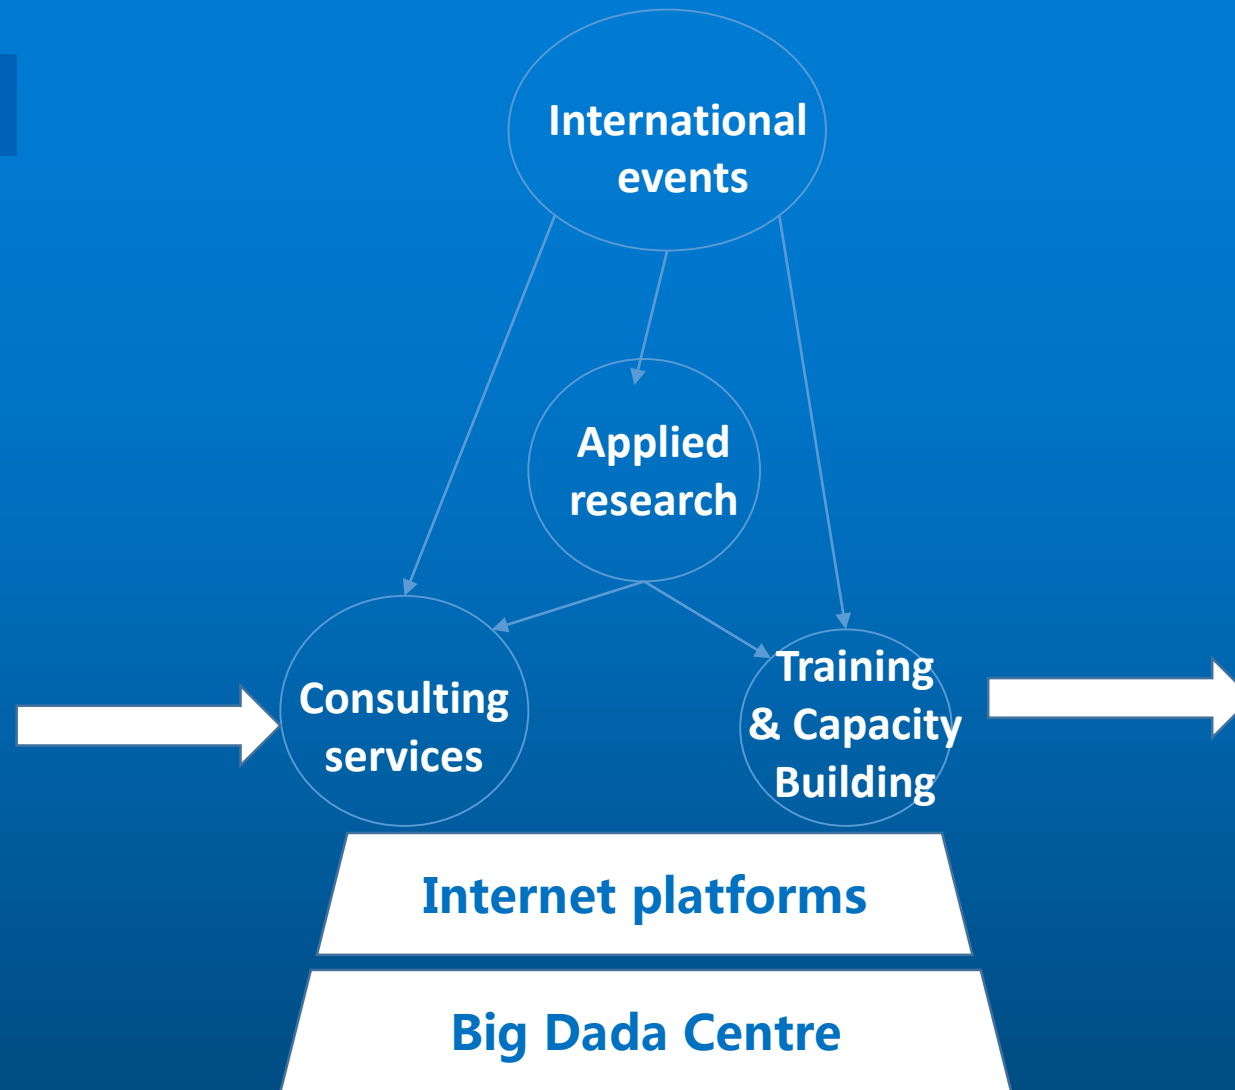 International
events
Applied
research
Consulting
services
Training
& Capacity
Building
Internet platforms
Big Dada Centre